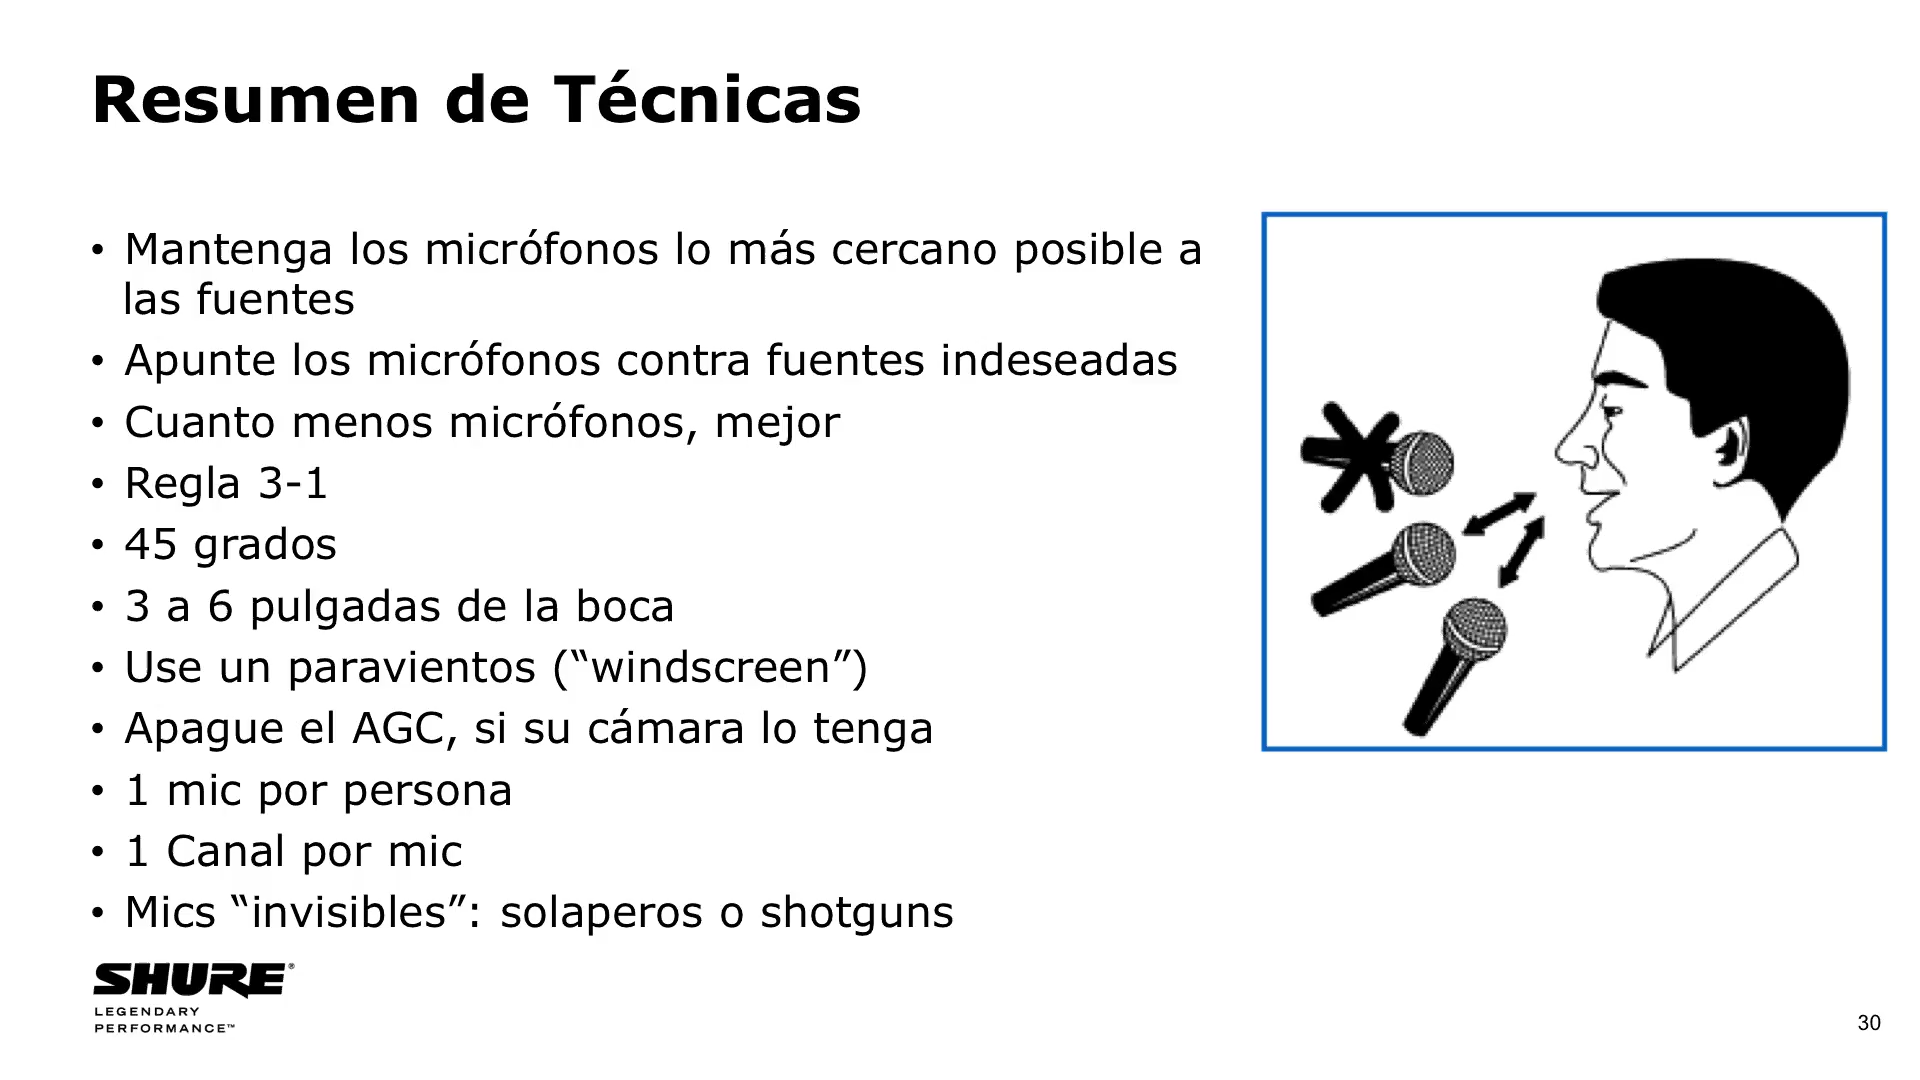 Resumen de Técnicas
• Mantenga los micrófonos lo más cercano posible a
las fuentes
• Apunte los micrófonos contra fuentes indeseadas
• Cuanto menos micrófonos, mejor
• Regla 3-1
• 45 grados
• 3 a 6 pulgadas de la boca
• Use un paravientos (“windscreen”)
• Apague el AGC, si su cámara lo tenga
• 1 mic por persona
• 1 Canal por mic
• Mics “invisibles”: solaperos o shotguns
SHURE®
LEGENDARY
PERFORMANCE™
30